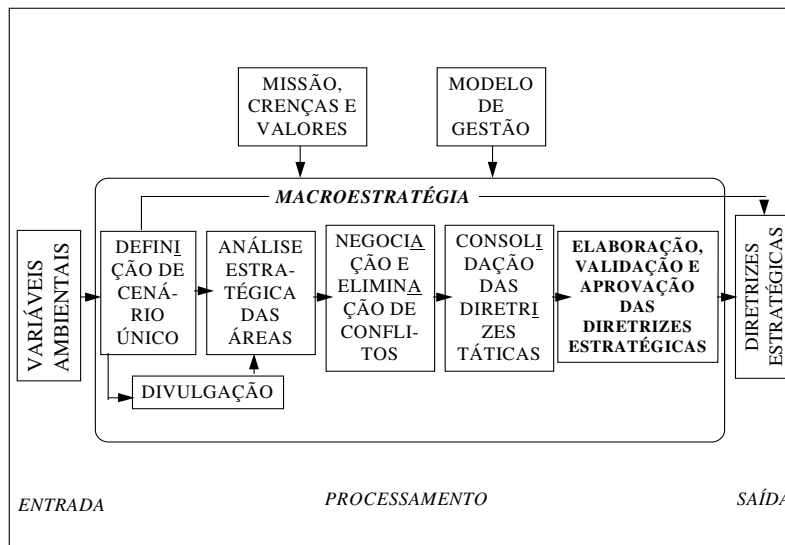 MISSÃO,
CRENÇAS E
VALORES
MODELO
DE
GESTÃO
MACROESTRATÉGIA
VARIÁVEIS
AMBIENTAIS
DEFINI
ÇÃO DE
CENÁ-
RIO
ÚNICO
ANÁLISE
ESTRA-
TÉGICA
DAS
ÁREAS
NEGOCIA
ÇÃO E
ELIMINA
ÇÃO DE
CONFLI-
TOS
CONSOLI
DAÇÃO
DAS
DIRETRI
ZES
TÁTICAS
ELABORAÇÃO,
VALIDAÇÃO E
APROVAÇÃO
DAS
DIRETRIZES
ESTRATÉGICAS
DIRETRIZES
ESTRATÉGICAS
DIVULGAÇÃO
ENTRADA
PROCESSAMENTO
SAÍDA